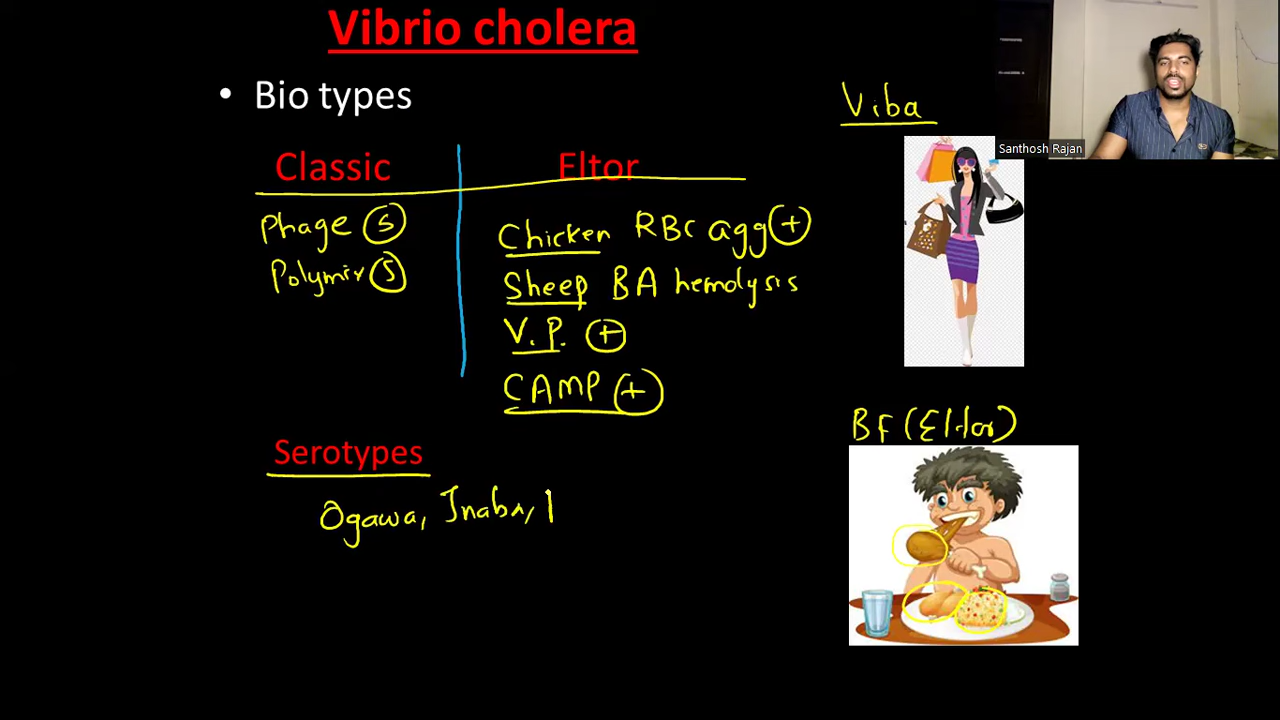 Vibrio cholera
• Bio types
Classic
Eltor
Phage S
Polymix S
Chicken RBC agg +
Sheep BA hemolysis
V.P. +
CAMP +
Serotypes
Ogawa, Inaba,
Viba
Santhosh Rajan
BF (Eltor)